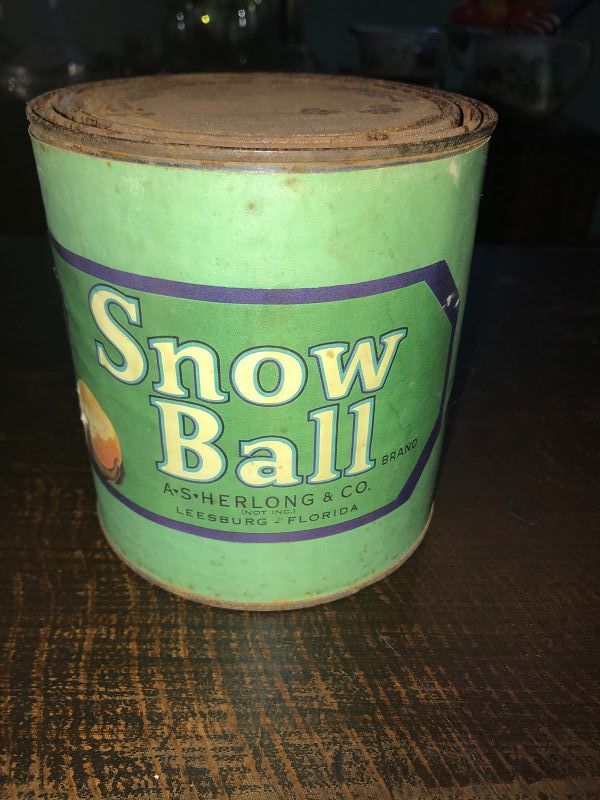 Snow
Ball
BRAND
A•S•HERLONG & CO.
(NOT INC.)
LEESBURG - FLORIDA